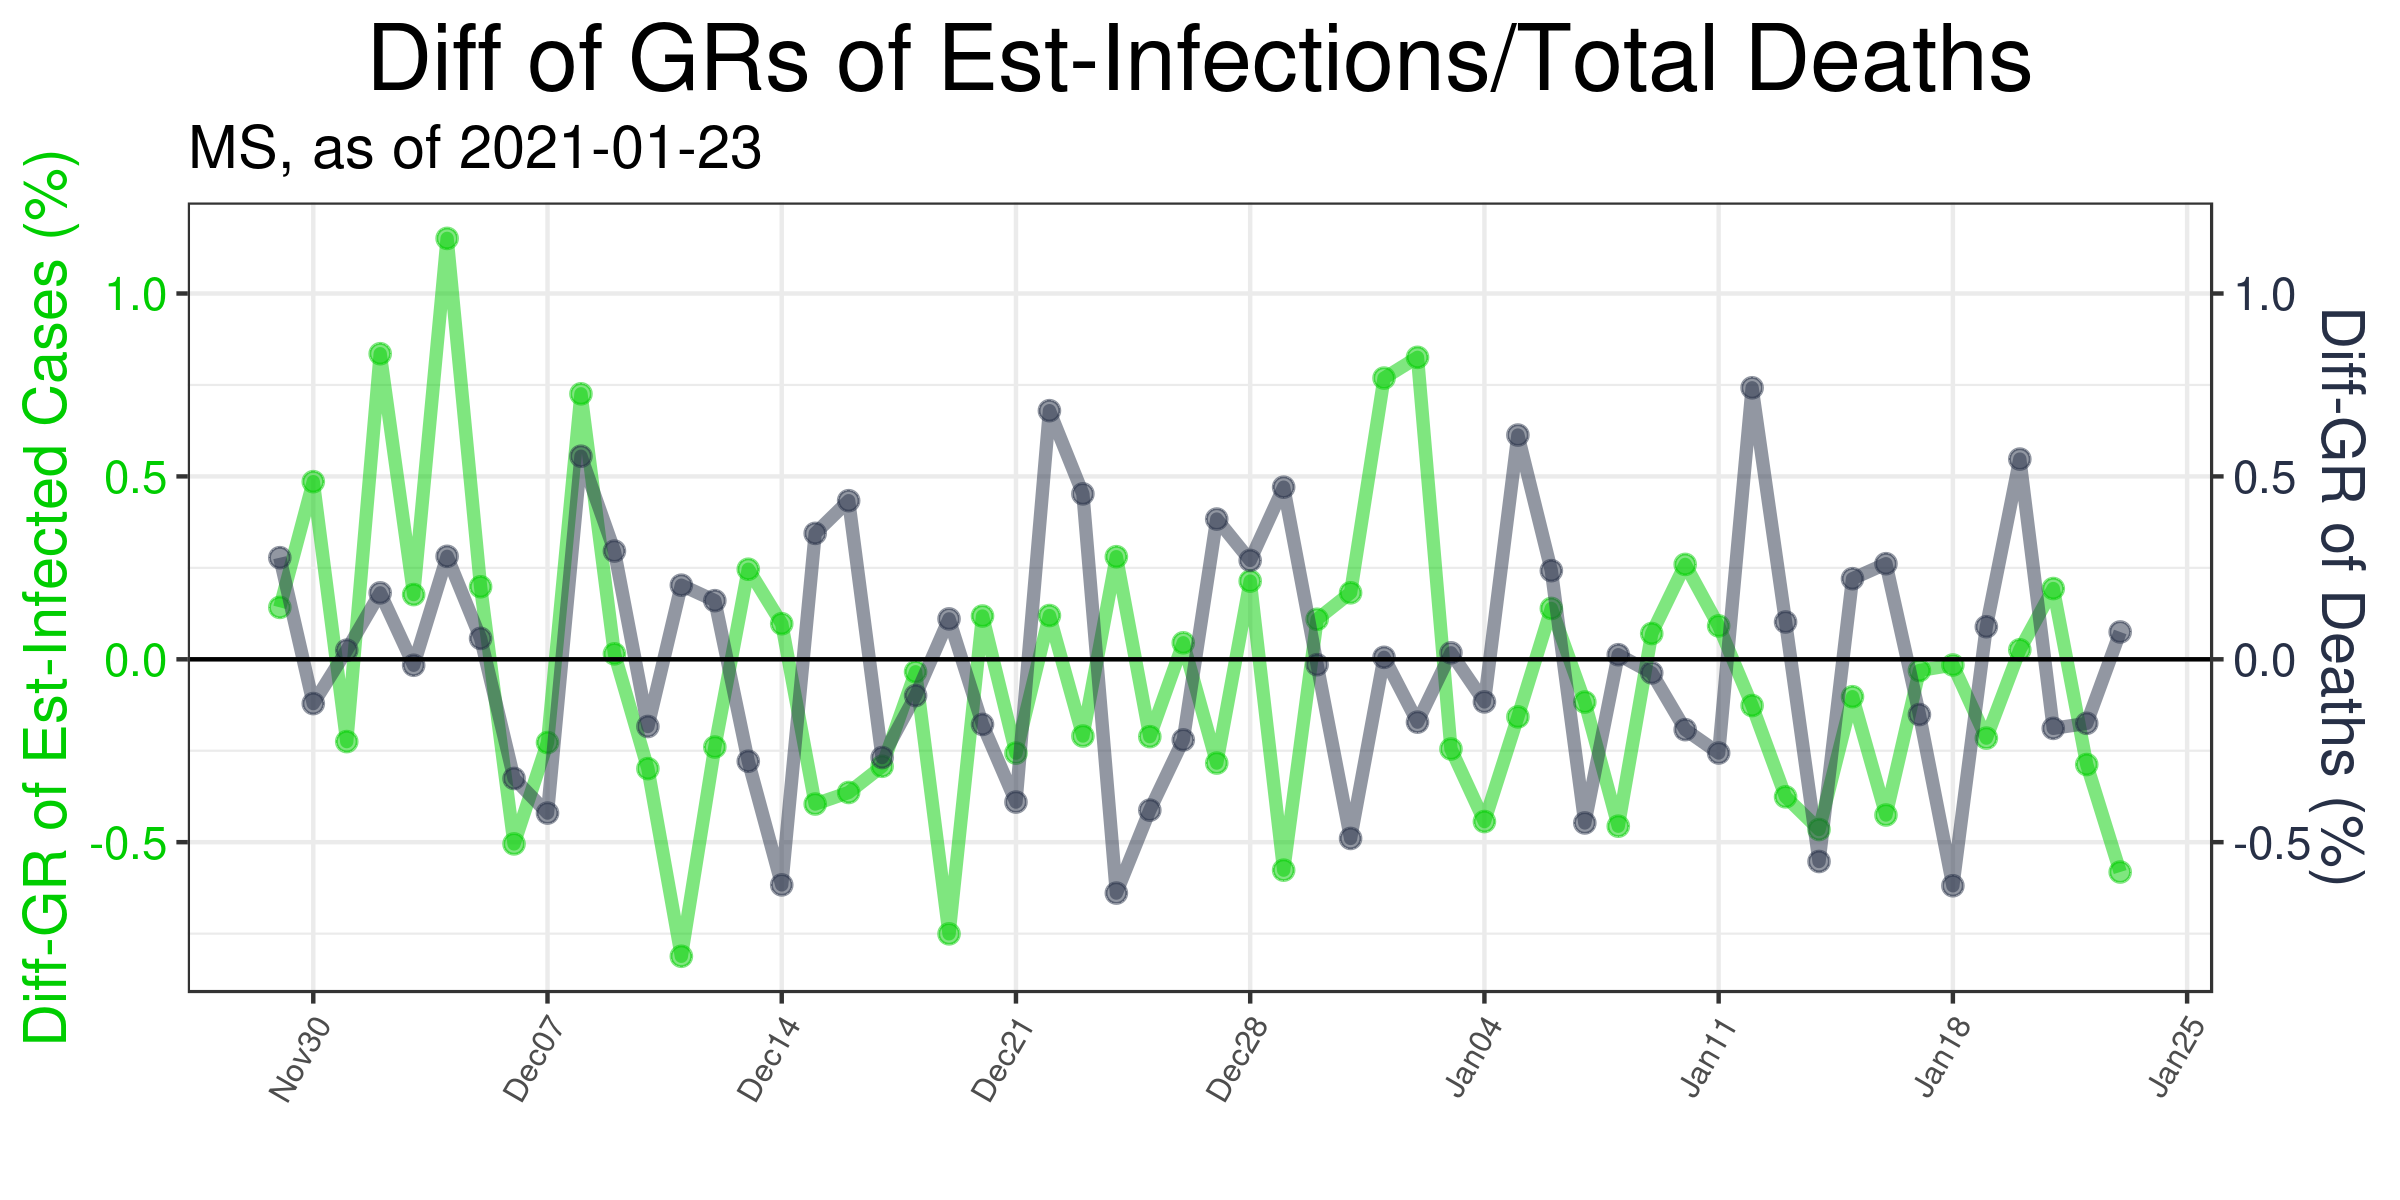 Diff of GRs of Est-Infections/Total Deaths
MS, as of 2021-01-23
Diff-GR of Est-Infected Cases (%)
1.0
0.5
0.0
-0.5
1.0
0.5
0.0
-0.5
Diff-GR of Deaths (%)
Nov30
Dec07
Dec14
Dec21
Dec28
Jan04
Jan11
Jan18
Jan25